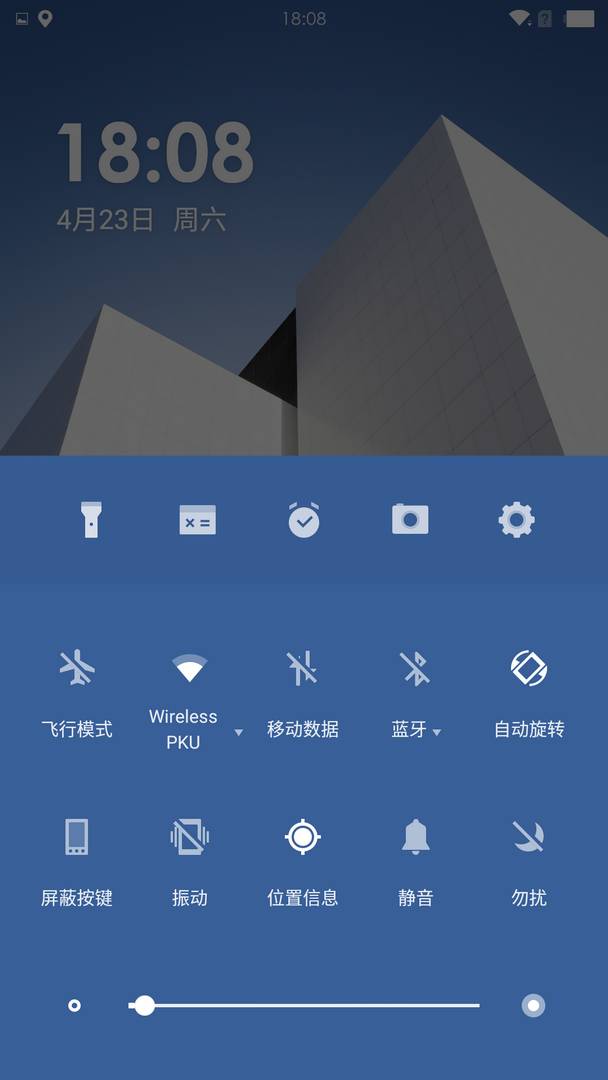 18:08
18:08
4月23日 周六
飞行模式
Wireless
PKU
移动数据
蓝牙
自动旋转
屏蔽按键
振动
位置信息
静音
勿扰